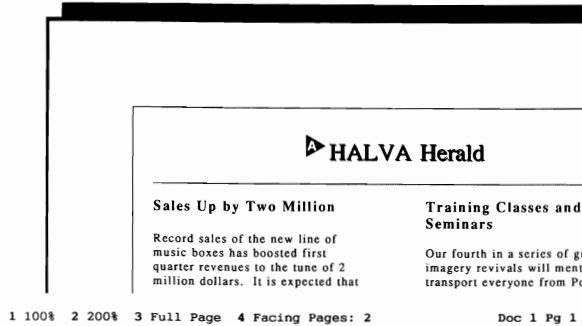 A HALVA Herald
Sales Up by Two Million
Record sales of the new line of
music boxes has boosted first
quarter revenues to the tune of 2
million dollars. It is expected that
Training Classes and
Seminars
Our fourth in a series of
imagery revivals will
transport everyone from
1 100% 2 200% 3 Full Page 4 Facing Pages: 2 Doc 1 Pg 1